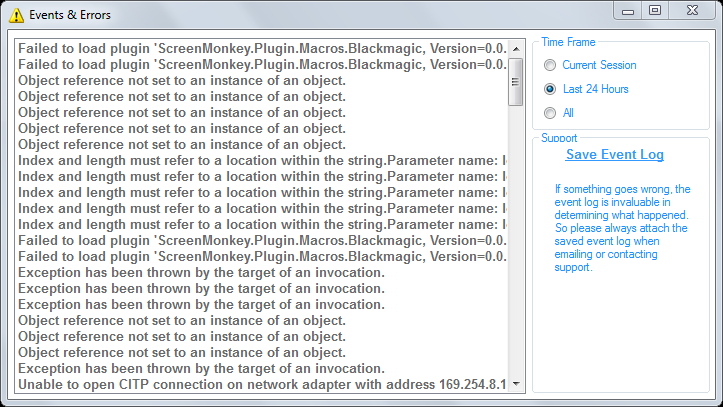 Events & Errors
Failed to load plugin 'ScreenMonkey.Plugin.Macros.Blackmagic, Version=0.0.
Failed to load plugin 'ScreenMonkey.Plugin.Macros.Blackmagic, Version=0.0.
Object reference not set to an instance of an object.
Object reference not set to an instance of an object.
Object reference not set to an instance of an object.
Object reference not set to an instance of an object.
Object reference not set to an instance of an object.
Index and length must refer to a location within the string.Parameter name: l
Index and length must refer to a location within the string.Parameter name: l
Index and length must refer to a location within the string.Parameter name: l
Index and length must refer to a location within the string.Parameter name: l
Index and length must refer to a location within the string.Parameter name: l
Failed to load plugin 'ScreenMonkey.Plugin.Macros.Blackmagic, Version=0.0.
Failed to load plugin 'ScreenMonkey.Plugin.Macros.Blackmagic, Version=0.0.
Exception has been thrown by the target of an invocation.
Exception has been thrown by the target of an invocation.
Exception has been thrown by the target of an invocation.
Object reference not set to an instance of an object.
Object reference not set to an instance of an object.
Object reference not set to an instance of an object.
Exception has been thrown by the target of an invocation.
Unable to open CITP connection on network adapter with address 169.254.8.1
Time Frame
Current Session
Last 24 Hours
All
Support
Save Event Log
If something goes wrong, the
event log is invaluable in
determining what happened.
So please always attach the
saved event log when
emailing or contacting
support.